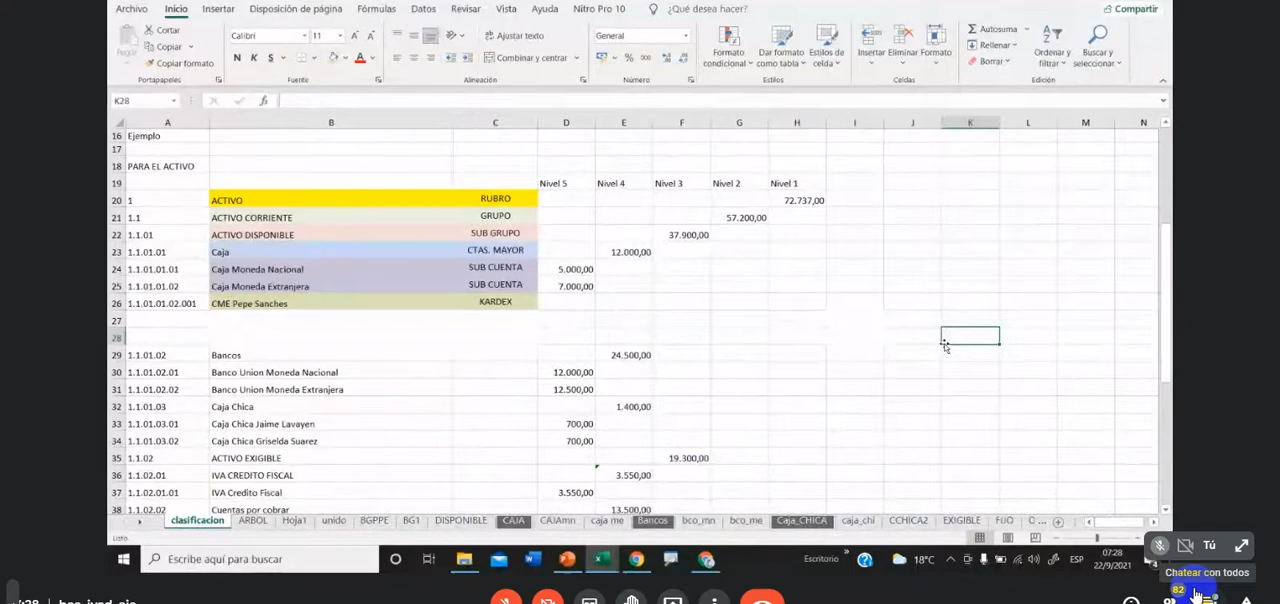 Archivo Inicio Insertar Disposición de página Fórmulas Datos Revisar Vista Ayuda Nitro Pro 10 ¿Qué desea hacer? Compartir
Cortar
Copiar
Copiar formato
Pegar
Portapapeles
Calibri 11
N K S
Fuente
Ajustar texto
Combinar y centrar
Alineación
General
% 000
Número
Formato condicional
Dar formato como tabla
Estilos de celda
Estilos
Insertar Eliminar Formato
Celdas
Autosuma
Rellenar
Borrar
Ordenar y filtrar
Buscar y seleccionar
Edición
K28 fx
A B C D E F G H I J K L M N
16 Ejemplo
17
18 PARA EL ACTIVO
19 Nivel 5 Nivel 4 Nivel 3 Nivel 2 Nivel 1
20 1 ACTIVO RUBRO 72.737,00
21 1.1 ACTIVO CORRIENTE GRUPO 57.200,00
22 1.1.01 ACTIVO DISPONIBLE SUB GRUPO 37.900,00
23 1.1.01.01 Caja CTAS. MAYOR 12.000,00
24 1.1.01.01.01 Caja Moneda Nacional SUB CUENTA 5.000,00
25 1.1.01.01.02 Caja Moneda Extranjera SUB CUENTA 7.000,00
26 1.1.01.01.02.001 CME Pepe Sanches KARDEX
27
28
29 1.1.01.02 Bancos 24.500,00
30 1.1.01.02.01 Banco Union Moneda Nacional 12.000,00
31 1.1.01.02.02 Banco Union Moneda Extranjera 12.500,00
32 1.1.01.03 Caja Chica 1.400,00
33 1.1.01.03.01 Caja Chica Jaime Lavayen 700,00
34 1.1.01.03.02 Caja Chica Griselda Suarez 700,00
35 1.1.02 ACTIVO EXIGIBLE 19.300,00
36 1.1.02.01 IVA CREDITO FISCAL 3.550,00
37 1.1.02.01.01 IVA Credito Fiscal 3.550,00
38 1.1.02.02 Cuentas por cobrar 13.500,00
clasificacion ARBOL Hoja1 unido BGPPE BG1 DISPONIBLE CAJA CAJAmn caja me Bancos bco_mn bco_me Caja_CHICA caja_chi CCHICA2 EXIGIBLE FIJO O ...
Listo
Escribe aquí para buscar
Escritorio
18°C
ESP
07:28
22/9/2021
Tú
Chatear con todos
82